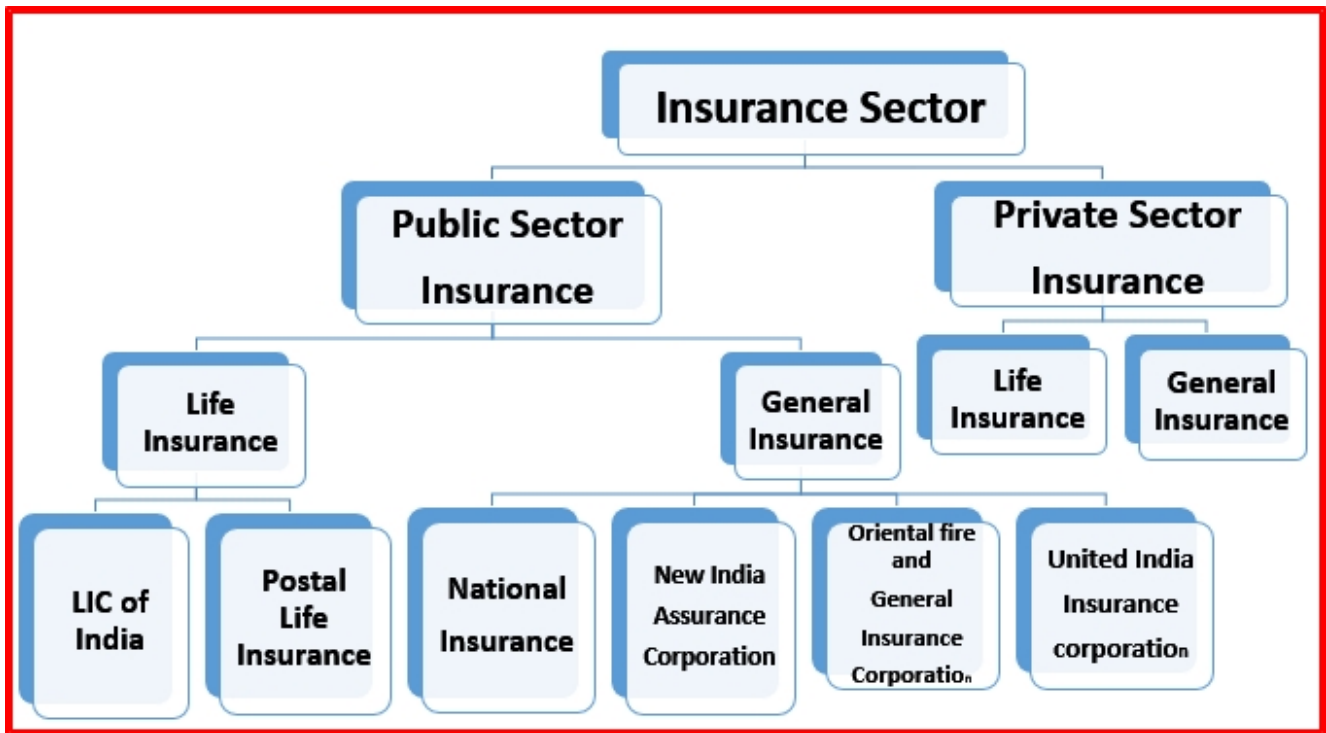 Insurance Sector
Public Sector
Insurance
Private Sector
Insurance
Life
Insurance
General
Insurance
Life
Insurance
General
Insurance
LIC of
India
Postal
Life
Insurance
National
Insurance
New India
Assurance
Corporation
Oriental fire
and
General
Insurance
Corporation
United India
Insurance
corporation